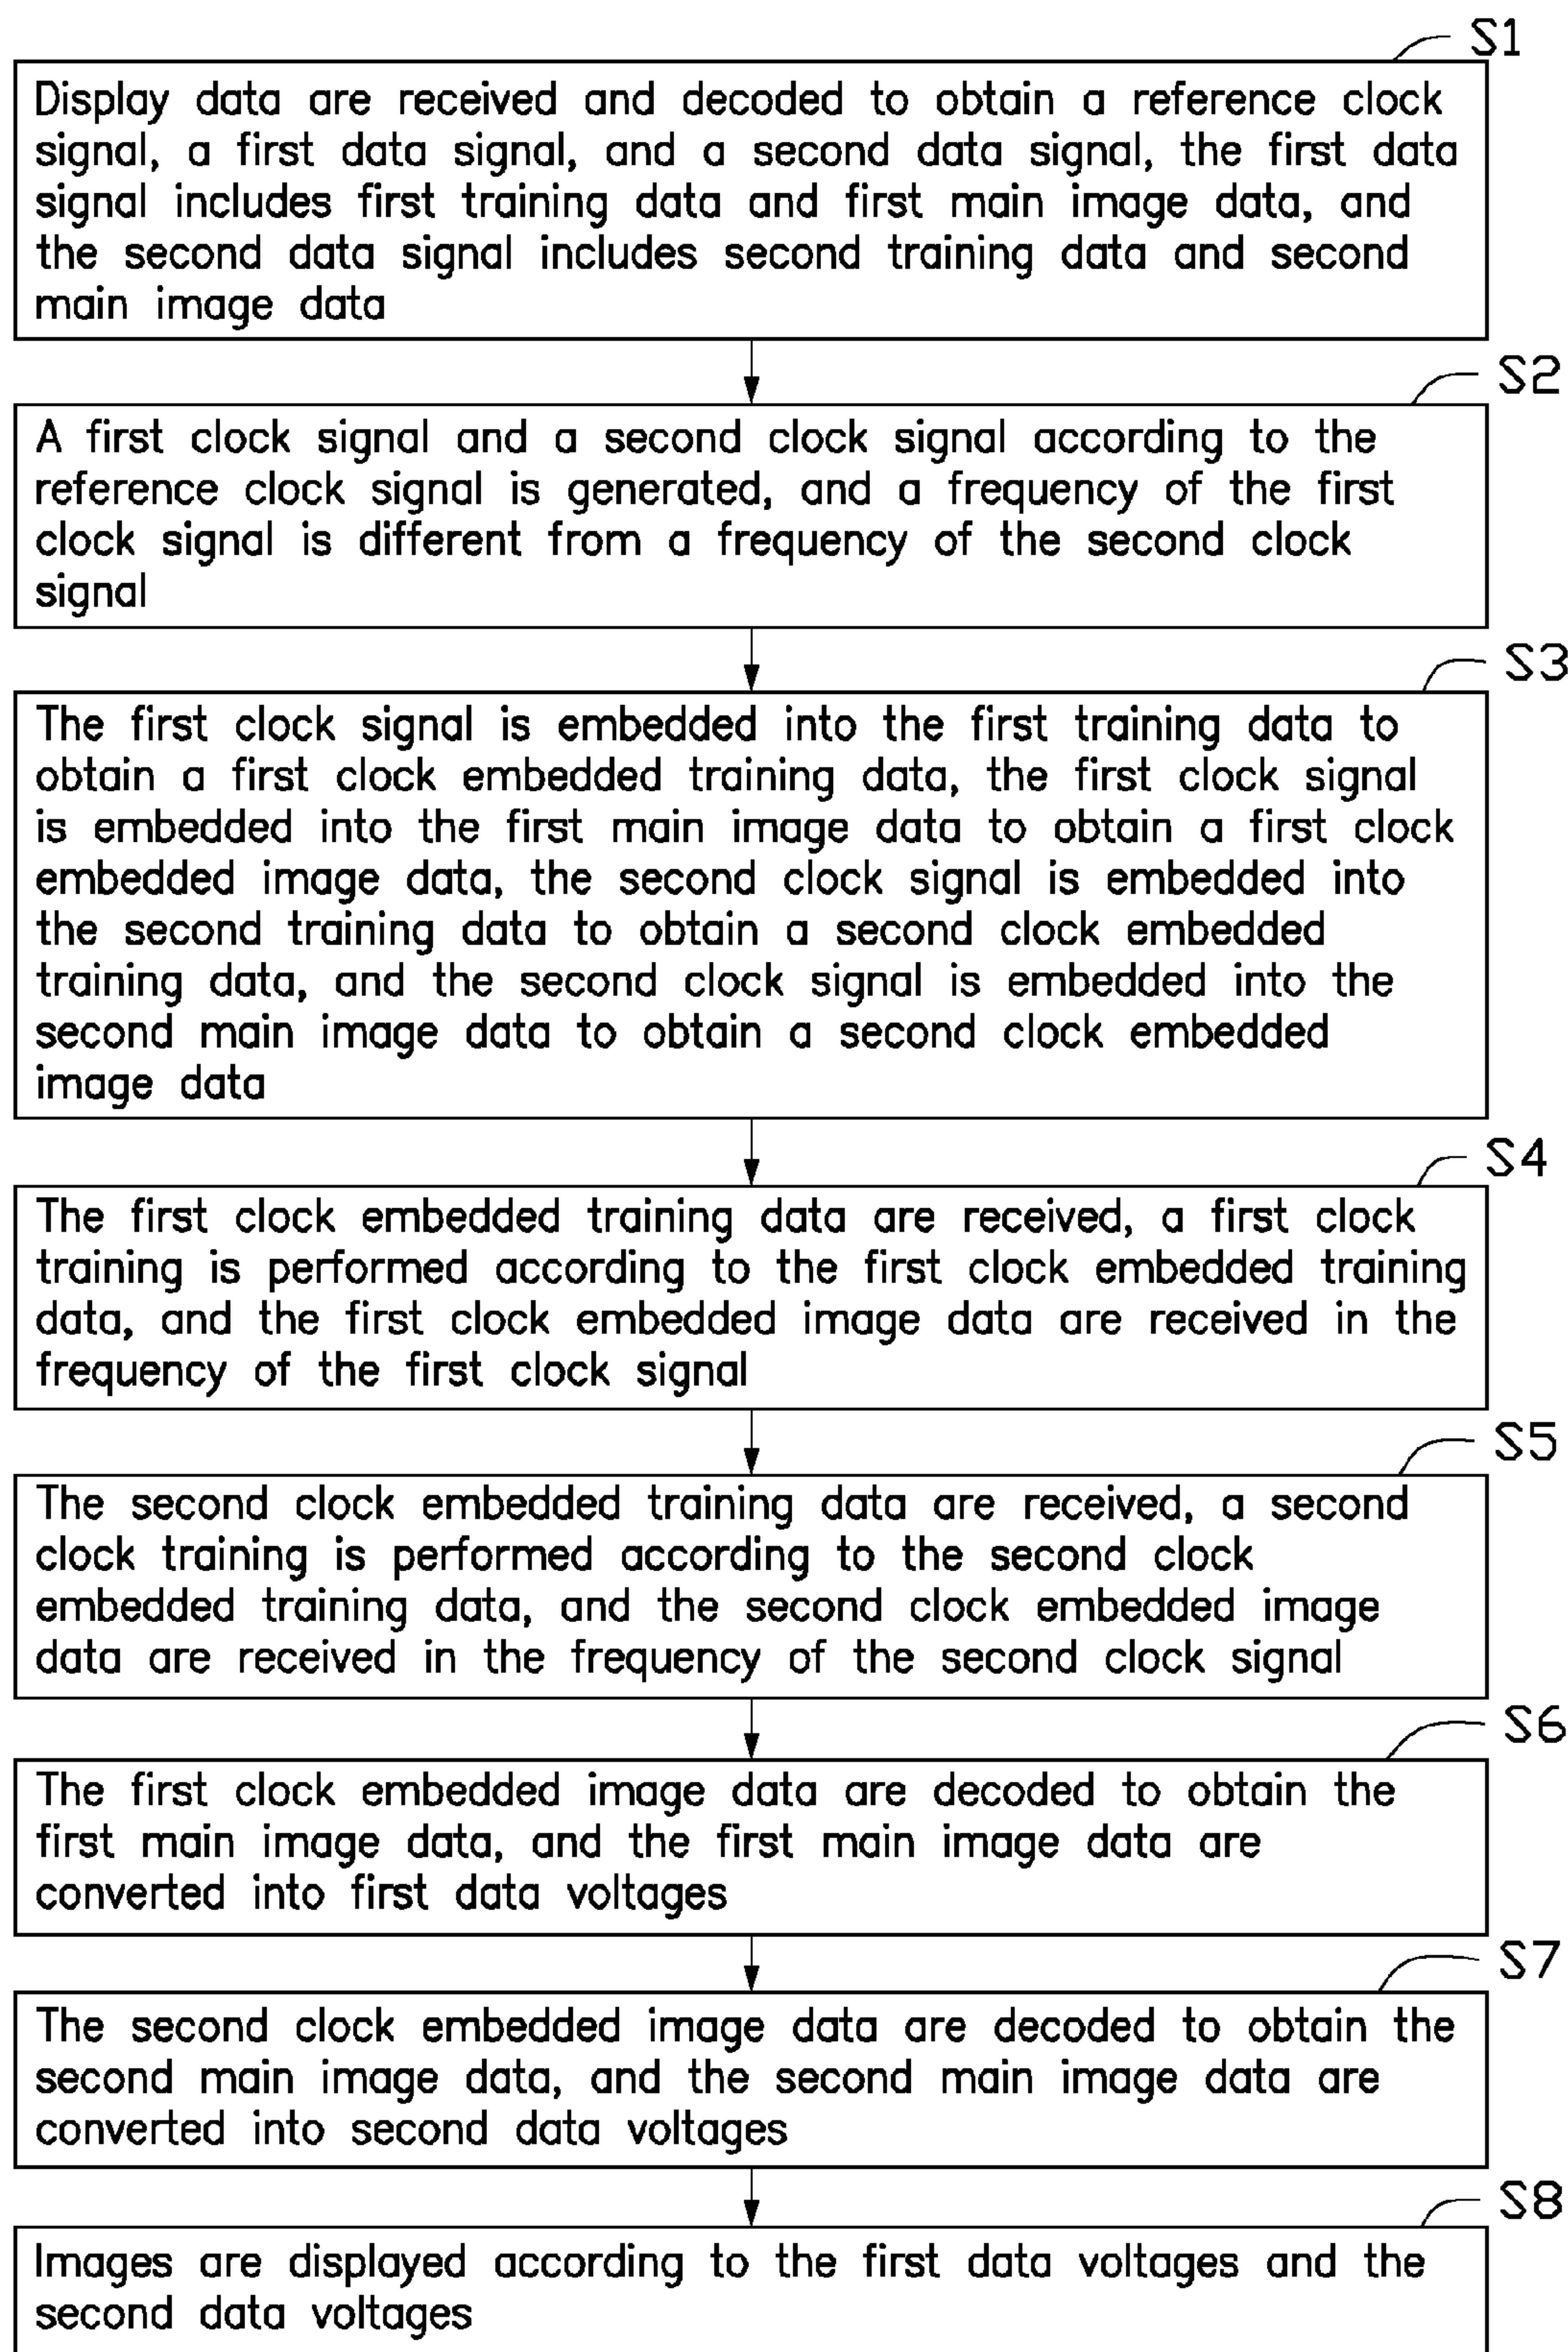 S1
Display data are received and decoded to obtain a reference clock
signal, a first data signal, and a second data signal, the first data
signal includes first training data and first main image data, and
the second data signal includes second training data and second
main image data
S2
A first clock signal and a second clock signal according to the
reference clock signal is generated, and a frequency of the first
clock signal is different from a frequency of the second clock
signal
S3
The first clock signal is embedded into the first training data to
obtain a first clock embedded training data, the first clock signal
is embedded into the first main image data to obtain a first clock
embedded image data, the second clock signal is embedded into
the second training data to obtain a second clock embedded
training data, and the second clock signal is embedded into the
second main image data to obtain a second clock embedded
image data
S4
The first clock embedded training data are received, a first clock
training is performed according to the first clock embedded training
data, and the first clock embedded image data are received in the
frequency of the first clock signal
S5
The second clock embedded training data are received, a second
clock training is performed according to the second clock
embedded training data, and the second clock embedded image
data are received in the frequency of the second clock signal
S6
The first clock embedded image data are decoded to obtain the
first main image data, and the first main image data are
converted into first data voltages
S7
The second clock embedded image data are decoded to obtain the
second main image data, and the second main image data are
converted into second data voltages
S8
Images are displayed according to the first data voltages and the
second data voltages